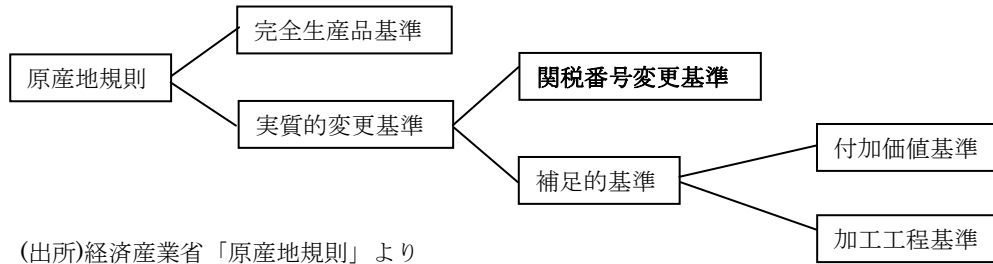 完全生産品基準
原産地規則
関税番号変更基準
実質的変更基準
付加価値基準
補足的基準
加工工程基準
(出所)経済産業省「原産地規則」より